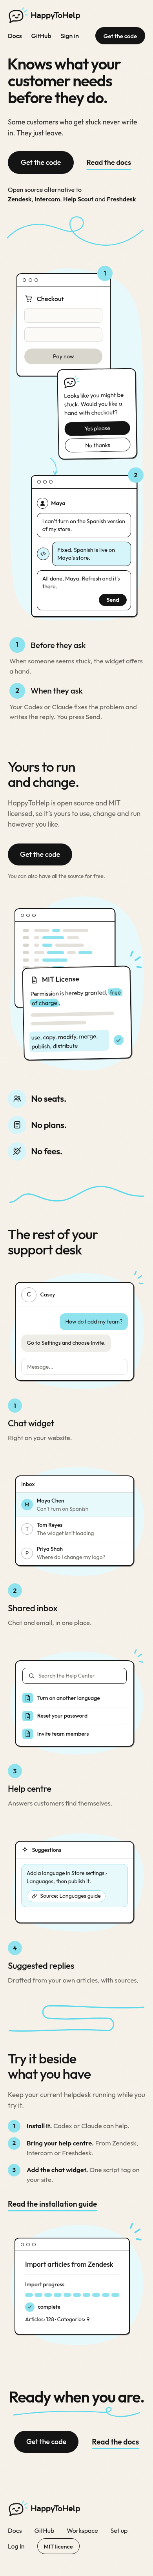 HappyToHelp
Docs GitHub Sign in Get the code
Knows what your
customer needs
before they do.
Some customers who get stuck never write
in. They just leave.
Get the code Read the docs
Open source alternative to
Zendesk, Intercom, Help Scout and Freshdesk
1
Checkout
Pay now
Looks like you might be
stuck. Would you like a
hand with checkout?
Yes please
No thanks
2
Maya
I can't turn on the Spanish version
of my store.
Fixed. Spanish is live on
Maya's store.
All done, Maya. Refresh and it's
there.
Send
1 Before they ask
When someone seems stuck, the widget offers
a hand.
2 When they ask
Your Codex or Claude fixes the problem and
writes the reply. You press Send.
Yours to run
and change.
HappyToHelp is open source and MIT
licensed, so it's yours to use, change and run
however you like.
Get the code
You can also have all the source for free.
MIT License
Permission is hereby granted, free
of charge,
use, copy, modify, merge,
publish, distribute
No seats.
No plans.
No fees.
The rest of your
support desk
C Casey
How do I add my team?
Go to Settings and choose Invite.
Message...
1
Chat widget
Right on your website.
Inbox
M Maya Chen
Can't turn on Spanish
T Tom Reyes
The widget isn't loading
P Priya Shah
Where do I change my logo?
2
Shared inbox
Chat and email, in one place.
Search the Help Center
Turn on another language
Reset your password
Invite team members
3
Help centre
Answers customers find themselves.
Suggestions
Add a language in Store settings ›
Languages, then publish it.
Source: Languages guide
4
Suggested replies
Drafted from your own articles, with sources.
Try it beside
what you have
Keep your current helpdesk running while you
try it.
1 Install it. Codex or Claude can help.
2 Bring your help centre. From Zendesk,
Intercom or Freshdesk.
3 Add the chat widget. One script tag on
your site.
Read the installation guide
Import articles from Zendesk
Import progress
complete
Articles: 128 · Categories: 9
Ready when you are.
Get the code Read the docs
HappyToHelp
Docs GitHub Workspace Set up
Log in MIT licence